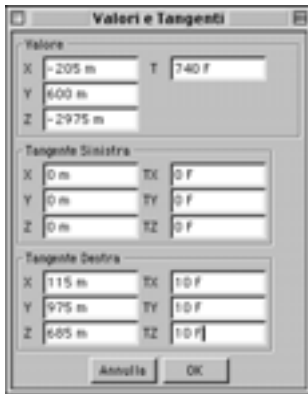 Valori e Tangenti
Valore
X -205 m T 740 F
Y 600 m
Z -2975 m
Tangente Sinistra
X 0 m TX 0 F
Y 0 m TY 0 F
Z 0 m TZ 0 F
Tangente Destra
X 115 m TX 10 F
Y 975 m TY 10 F
Z 685 m TZ 10 F
Annulla OK